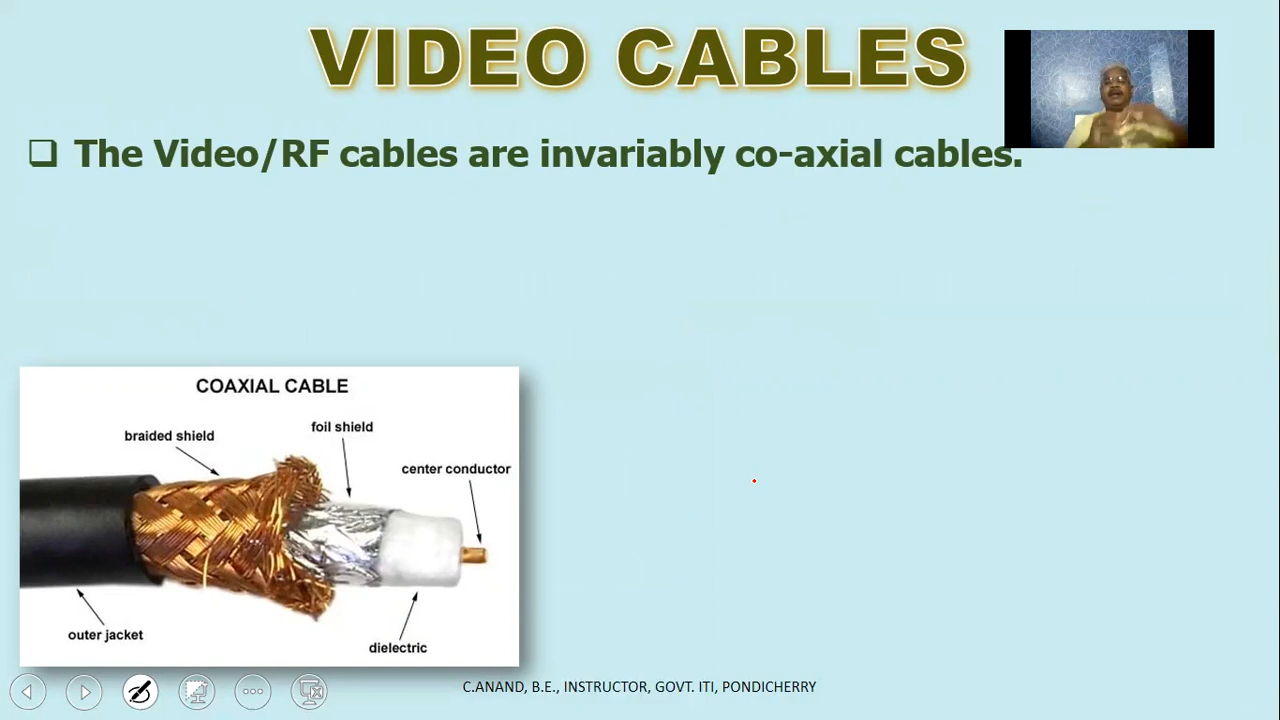 VIDEO CABLES
❑ The Video/RF cables are invariably co-axial cables.
COAXIAL CABLE
foil shield
braided shield
center conductor
outer jacket
dielectric
C.ANAND, B.E., INSTRUCTOR, GOVT. ITI, PONDICHERRY